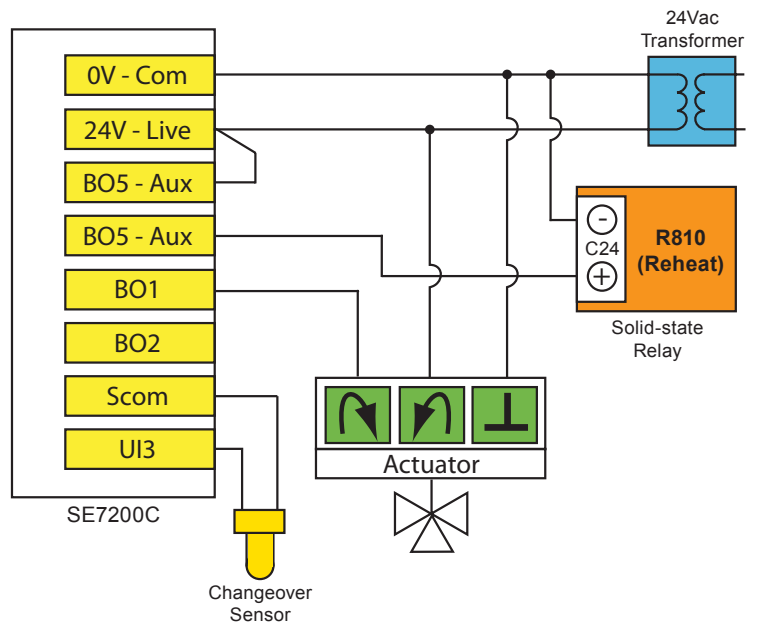 24Vac
Transformer
0V - Com
24V - Live
BO5 - Aux
BO5 - Aux
BO1
BO2
Scom
UI3
SE7200C
-
C24
+
R810
(Reheat)
Solid-state
Relay
Actuator
Changeover
Sensor